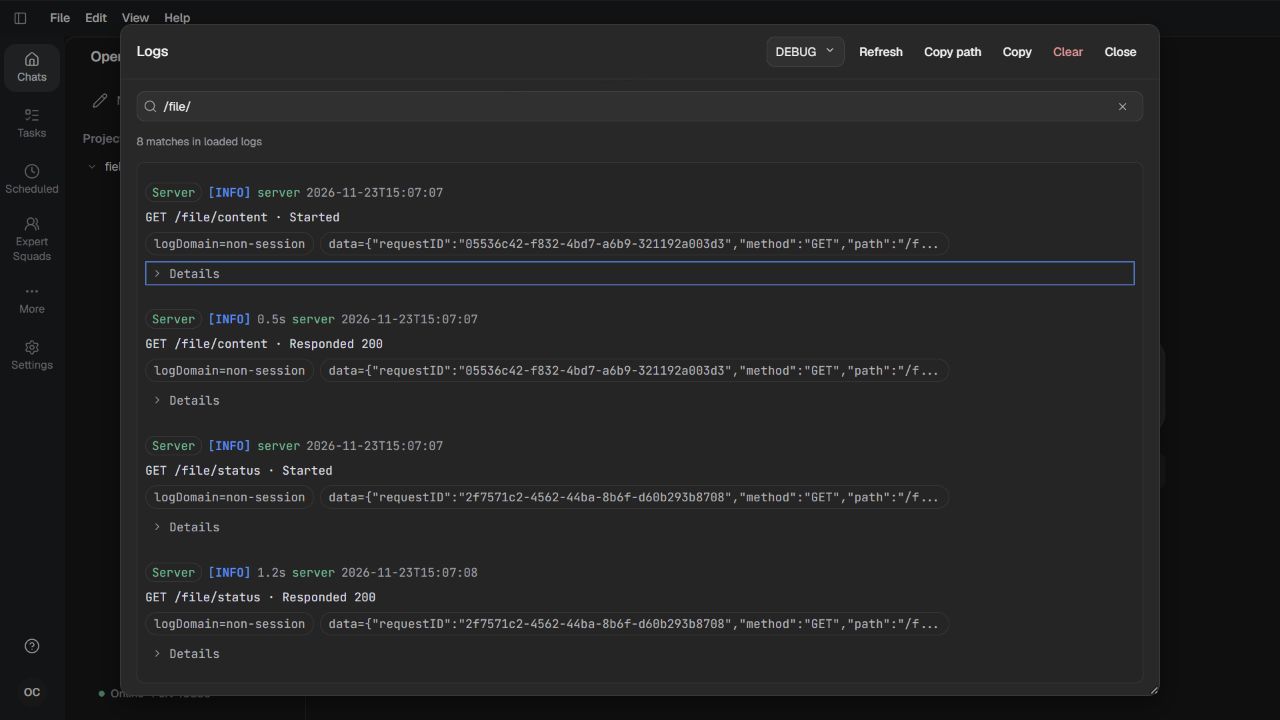 File Edit View Help
Chats
Tasks
Scheduled
Expert
Squads
More
Settings
OC
Logs
DEBUG Refresh Copy path Copy Clear Close
/file/
8 matches in loaded logs
Server [INFO] server 2026-11-23T15:07:07
GET /file/content · Started
logDomain=non-session data={"requestID":"05536c42-f832-4bd7-a6b9-321192a003d3","method":"GET","path":"/f...
Details
Server [INFO] 0.5s server 2026-11-23T15:07:07
GET /file/content · Responded 200
logDomain=non-session data={"requestID":"05536c42-f832-4bd7-a6b9-321192a003d3","method":"GET","path":"/f...
Details
Server [INFO] server 2026-11-23T15:07:07
GET /file/status · Started
logDomain=non-session data={"requestID":"2f7571c2-4562-44ba-8b6f-d60b293b8708","method":"GET","path":"/f...
Details
Server [INFO] 1.2s server 2026-11-23T15:07:08
GET /file/status · Responded 200
logDomain=non-session data={"requestID":"2f7571c2-4562-44ba-8b6f-d60b293b8708","method":"GET","path":"/f...
Details